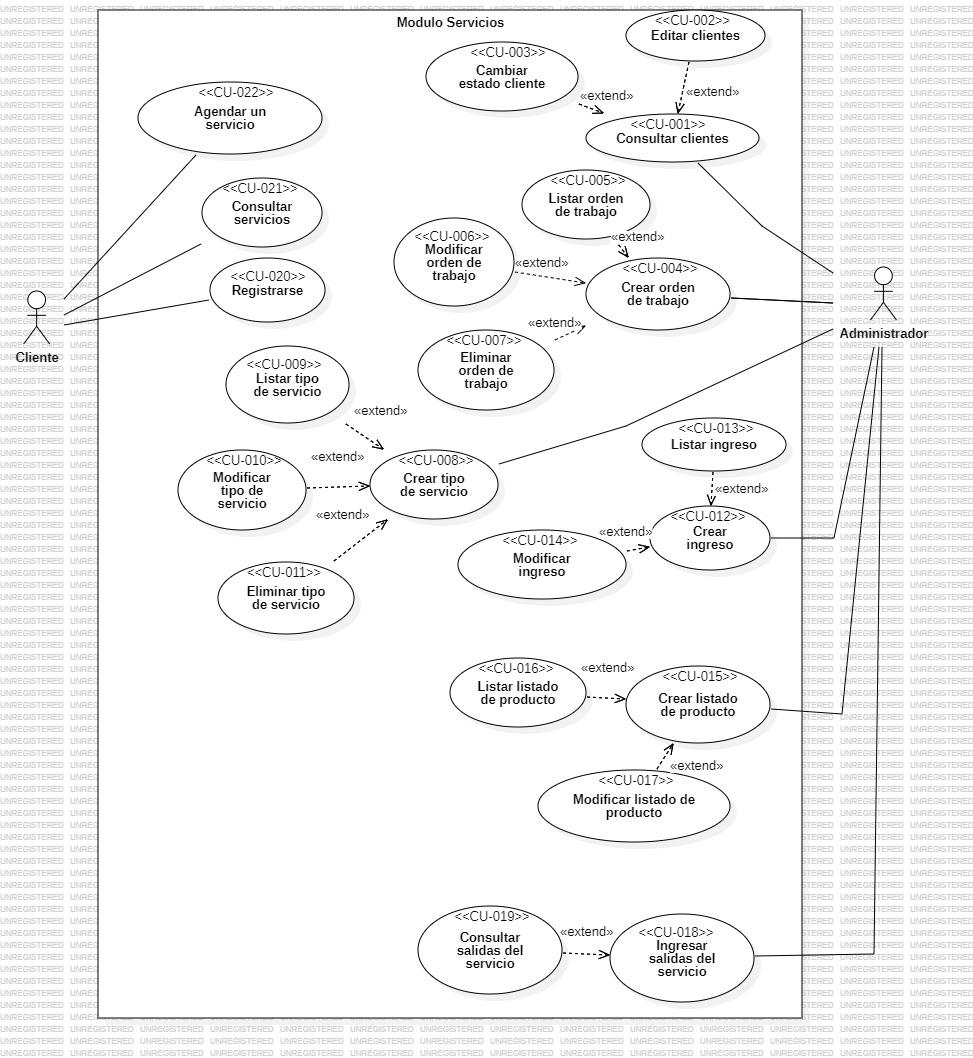 Modulo Servicios
<<CU-002>>
Editar clientes
<<CU-003>>
Cambiar
estado cliente
«extend»
«extend»
<<CU-001>>
Consultar clientes
<<CU-022>>
Agendar un
servicio
<<CU-021>>
Consultar
servicios
<<CU-020>>
Registrarse
Cliente
<<CU-005>>
Listar orden
de trabajo
«extend»
<<CU-006>>
Modificar
orden de
trabajo
«extend»
<<CU-004>>
Crear orden
de trabajo
«extend»
<<CU-007>>
Eliminar
orden de
trabajo
Administrador
<<CU-009>>
Listar tipo
de servicio
«extend»
<<CU-010>>
Modificar
tipo de
servicio
«extend»
<<CU-008>>
Crear tipo
de servicio
«extend»
<<CU-011>>
Eliminar tipo
de servicio
<<CU-013>>
Listar ingreso
«extend»
<<CU-012>>
Crear
ingreso
«extend»
<<CU-014>>
Modificar
ingreso
<<CU-016>>
Listar listado
de producto
«extend»
<<CU-015>>
Crear listado
de producto
«extend»
<<CU-017>>
Modificar listado de
producto
<<CU-019>>
Consultar
salidas del
servicio
«extend»
<<CU-018>>
Ingresar
salidas del
servicio
UNREGISTERED